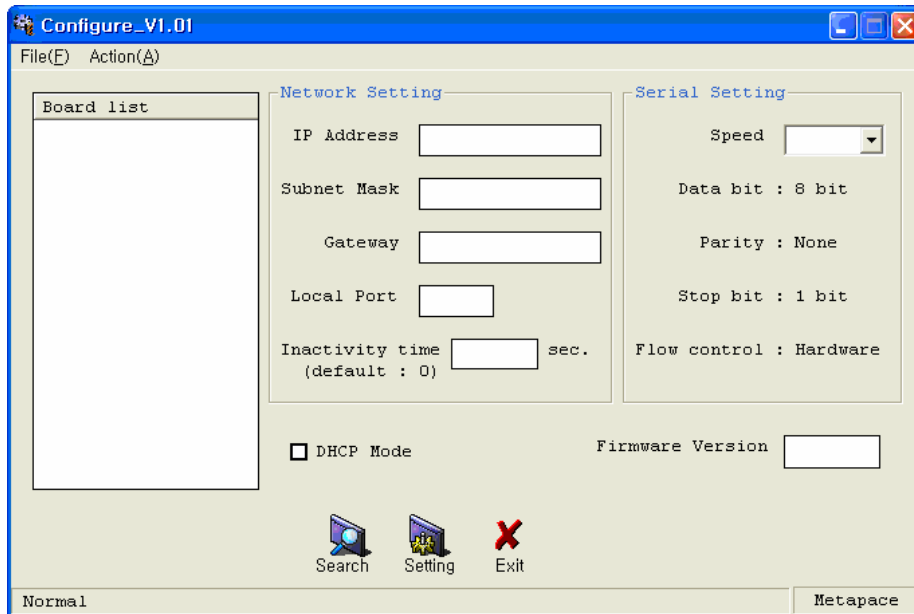 Configure_V1.01
File(F) Action(A)
Board list
Network Setting
IP Address
Subnet Mask
Gateway
Local Port
Inactivity time sec.
(default : 0)
Serial Setting
Speed
Data bit : 8 bit
Parity : None
Stop bit : 1 bit
Flow control : Hardware
DHCP Mode
Firmware Version
Search Setting Exit
Normal Metapace